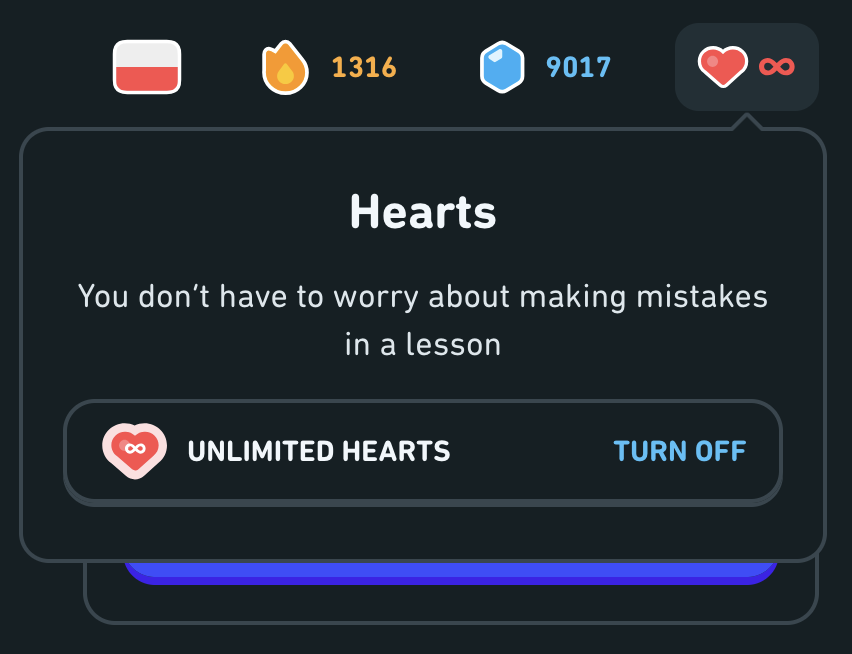 1316 9017 ∞
Hearts
You don't have to worry about making mistakes
in a lesson
UNLIMITED HEARTS TURN OFF